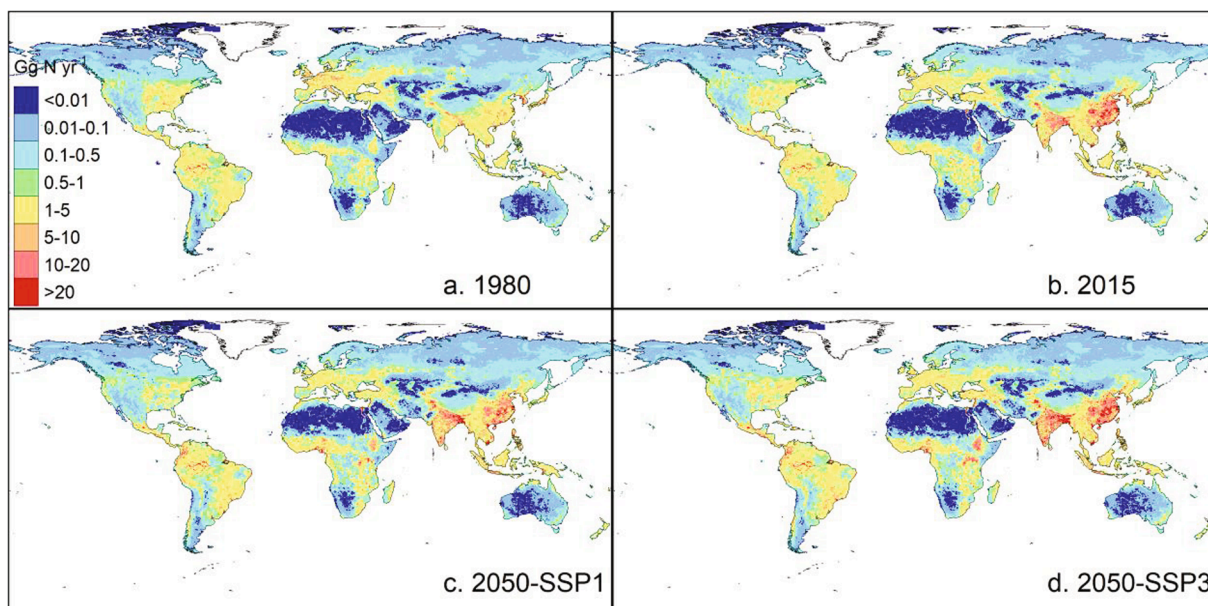 Gg N yr⁻¹
<0.01
0.01-0.1
0.1-0.5
0.5-1
1-5
5-10
10-20
>20
a. 1980
b. 2015
c. 2050-SSP1
d. 2050-SSP3